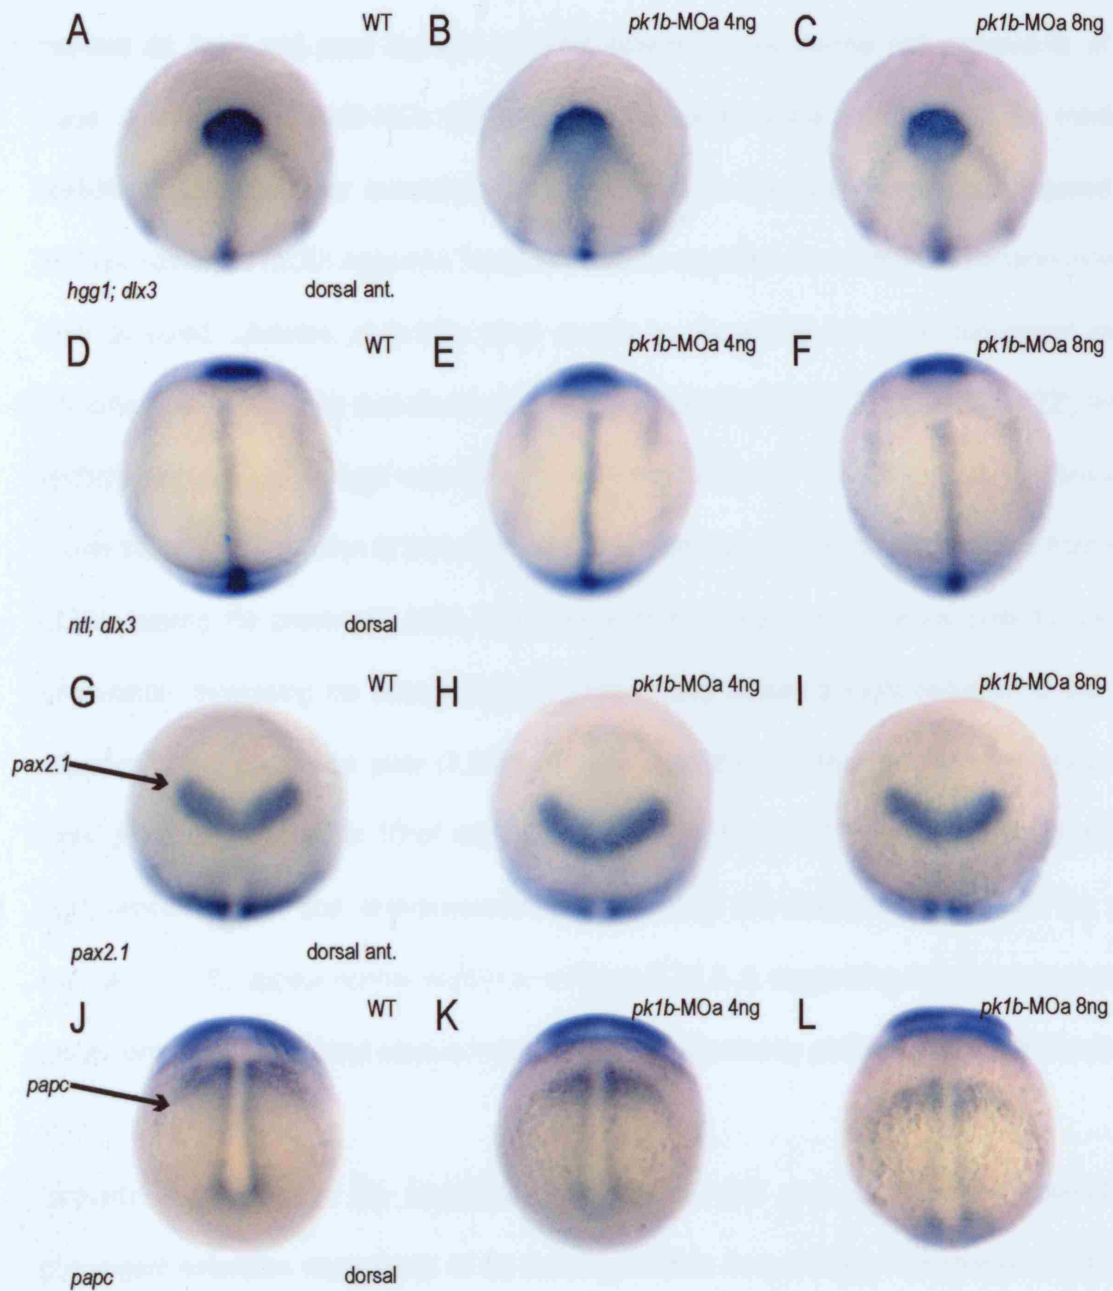 A WT B pk1b-MOa 4ng C pk1b-MOa 8ng
hgg1; dlx3 dorsal ant.
D WT E pk1b-MOa 4ng F pk1b-MOa 8ng
ntl; dlx3 dorsal
G WT H pk1b-MOa 4ng I pk1b-MOa 8ng
pax2.1
pax2.1 dorsal ant.
J WT K pk1b-MOa 4ng L pk1b-MOa 8ng
papc
papc dorsal